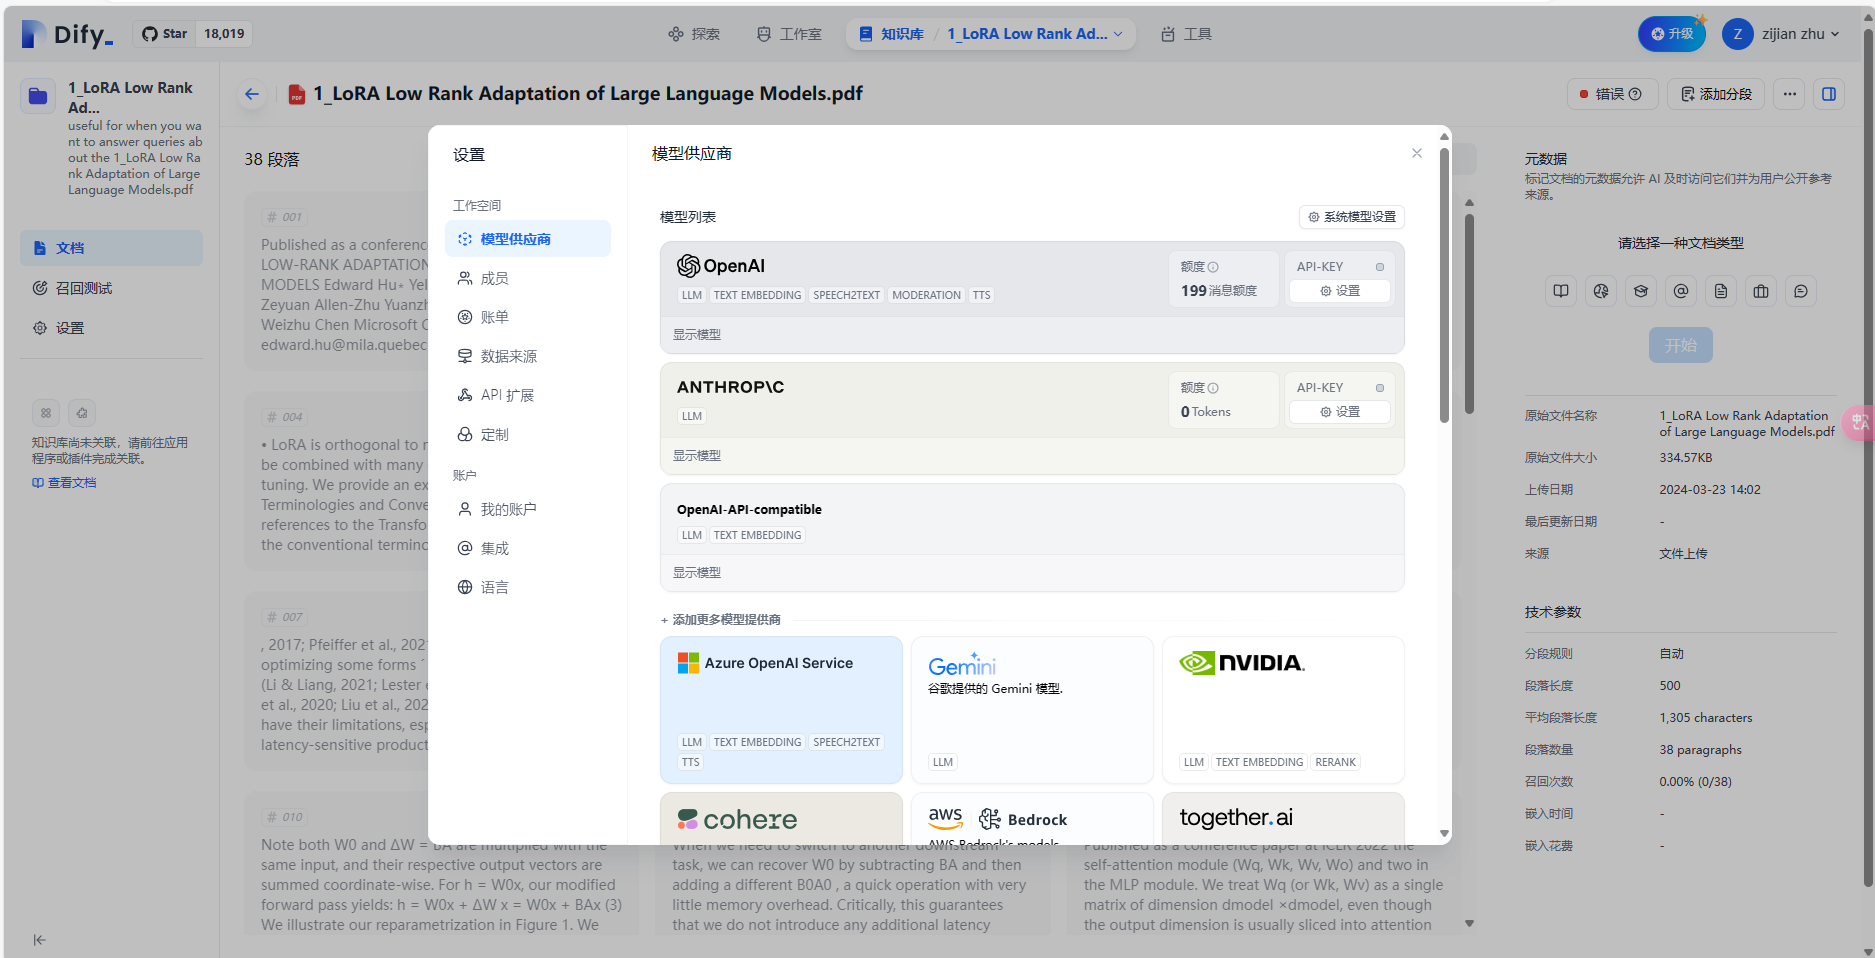 Dify_
Star 18,019
探索
工作室
知识库 / 1_LoRA Low Rank Ad...
工具
升级
Z zijian zhu
1_LoRA Low Rank
Ad...
useful for when you wa
nt to answer queries ab
out the 1_LoRA Low Ra
nk Adaptation of Large
Language Models.pdf
文档
召回测试
设置
知识库尚未关联，请前往应用
程序或插件完成关联。
查看文档
PDF 1_LoRA Low Rank Adaptation of Large Language Models.pdf
错误
添加分段
38 段落
# 001
Published as a conferenc
LOW-RANK ADAPTATION
MODELS Edward Hu∗ Yel
Zeyuan Allen-Zhu Yuanzh
Weizhu Chen Microsoft C
edward.hu@mila.quebec
# 004
• LoRA is orthogonal to r
be combined with many
tuning. We provide an ex
Terminologies and Conve
references to the Transfo
the conventional terminc
# 007
, 2017; Pfeiffer et al., 202
optimizing some forms ´
(Li & Liang, 2021; Lester e
et al., 2020; Liu et al., 202
have their limitations, esp
latency-sensitive product
# 010
Note both W0 and ΔW = BA are multiplied with the
same input, and their respective output vectors are
summed coordinate-wise. For h = W0x, our modified
forward pass yields: h = W0x + ΔW x = W0x + BAx (3)
We illustrate our reparametrization in Figure 1. We
When we need to switch to another downstream
task, we can recover W0 by subtracting BA and then
adding a different B0A0 , a quick operation with very
little memory overhead. Critically, this guarantees
that we do not introduce any additional latency
Published as a conference paper at ICLR 2022 the
self-attention module (Wq, Wk, Wv, Wo) and two in
the MLP module. We treat Wq (or Wk, Wv) as a single
matrix of dimension dmodel ×dmodel, even though
the output dimension is usually sliced into attention
设置
工作空间
模型供应商
成员
账单
数据来源
API 扩展
定制
账户
我的账户
集成
语言
模型供应商
模型列表
系统模型设置
OpenAI
LLM TEXT EMBEDDING SPEECH2TEXT MODERATION TTS
额度
199 消息额度
API-KEY
设置
显示模型
ANTHROP\C
LLM
额度
0 Tokens
API-KEY
设置
显示模型
OpenAI-API-compatible
LLM TEXT EMBEDDING
显示模型
+ 添加更多模型提供商
Azure OpenAI Service
LLM TEXT EMBEDDING SPEECH2TEXT
TTS
Gemini
谷歌提供的 Gemini 模型.
LLM
NVIDIA.
LLM TEXT EMBEDDING RERANK
cohere
aws Bedrock
AWS Bedrock's models
together.ai
元数据
标记文档的元数据允许 AI 及时访问它们并为用户公开参考
来源。
请选择一种文档类型
开始
原始文件名称 1_LoRA Low Rank Adaptation
of Large Language Models.pdf
原始文件大小 334.57KB
上传日期 2024-03-23 14:02
最后更新日期 -
来源 文件上传
技术参数
分段规则 自动
段落长度 500
平均段落长度 1,305 characters
段落数量 38 paragraphs
召回次数 0.00% (0/38)
嵌入时间 -
嵌入花费 -